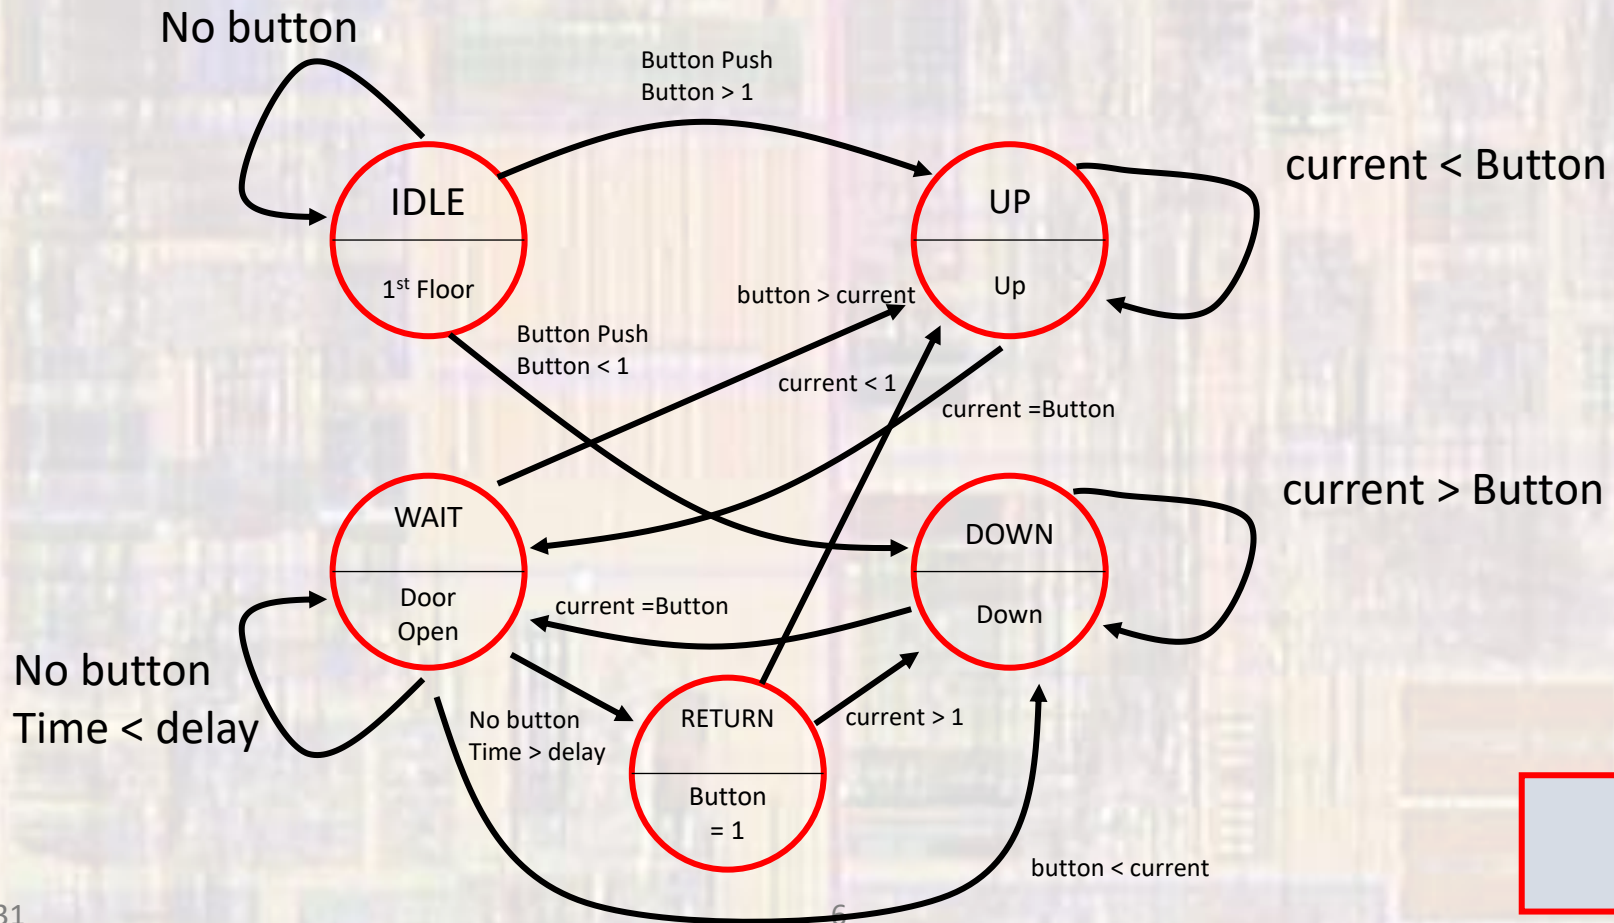 No button
Button Push
Button > 1
IDLE
1st Floor
UP
Up
current < Button
button > current
Button Push
Button < 1
current < 1
current =Button
WAIT
Door
Open
DOWN
Down
current > Button
current =Button
No button
Time < delay
No button
Time > delay
RETURN
Button
= 1
current > 1
button < current
31
6